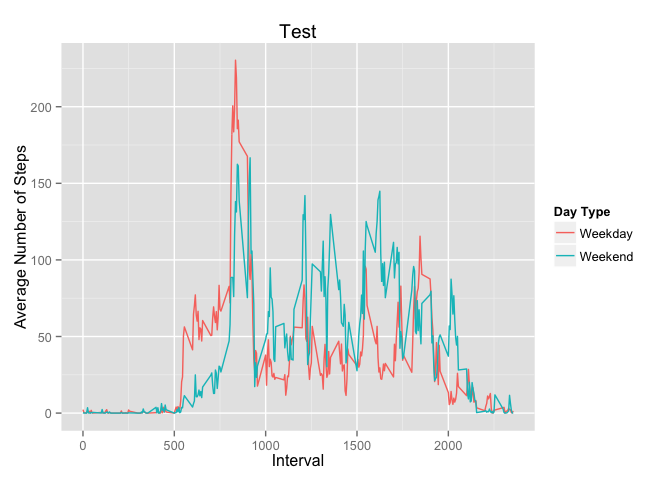 Test
200
150
100
50
0
Average Number of Steps
0 500 1000 1500 2000
Interval
Day Type
Weekday
Weekend